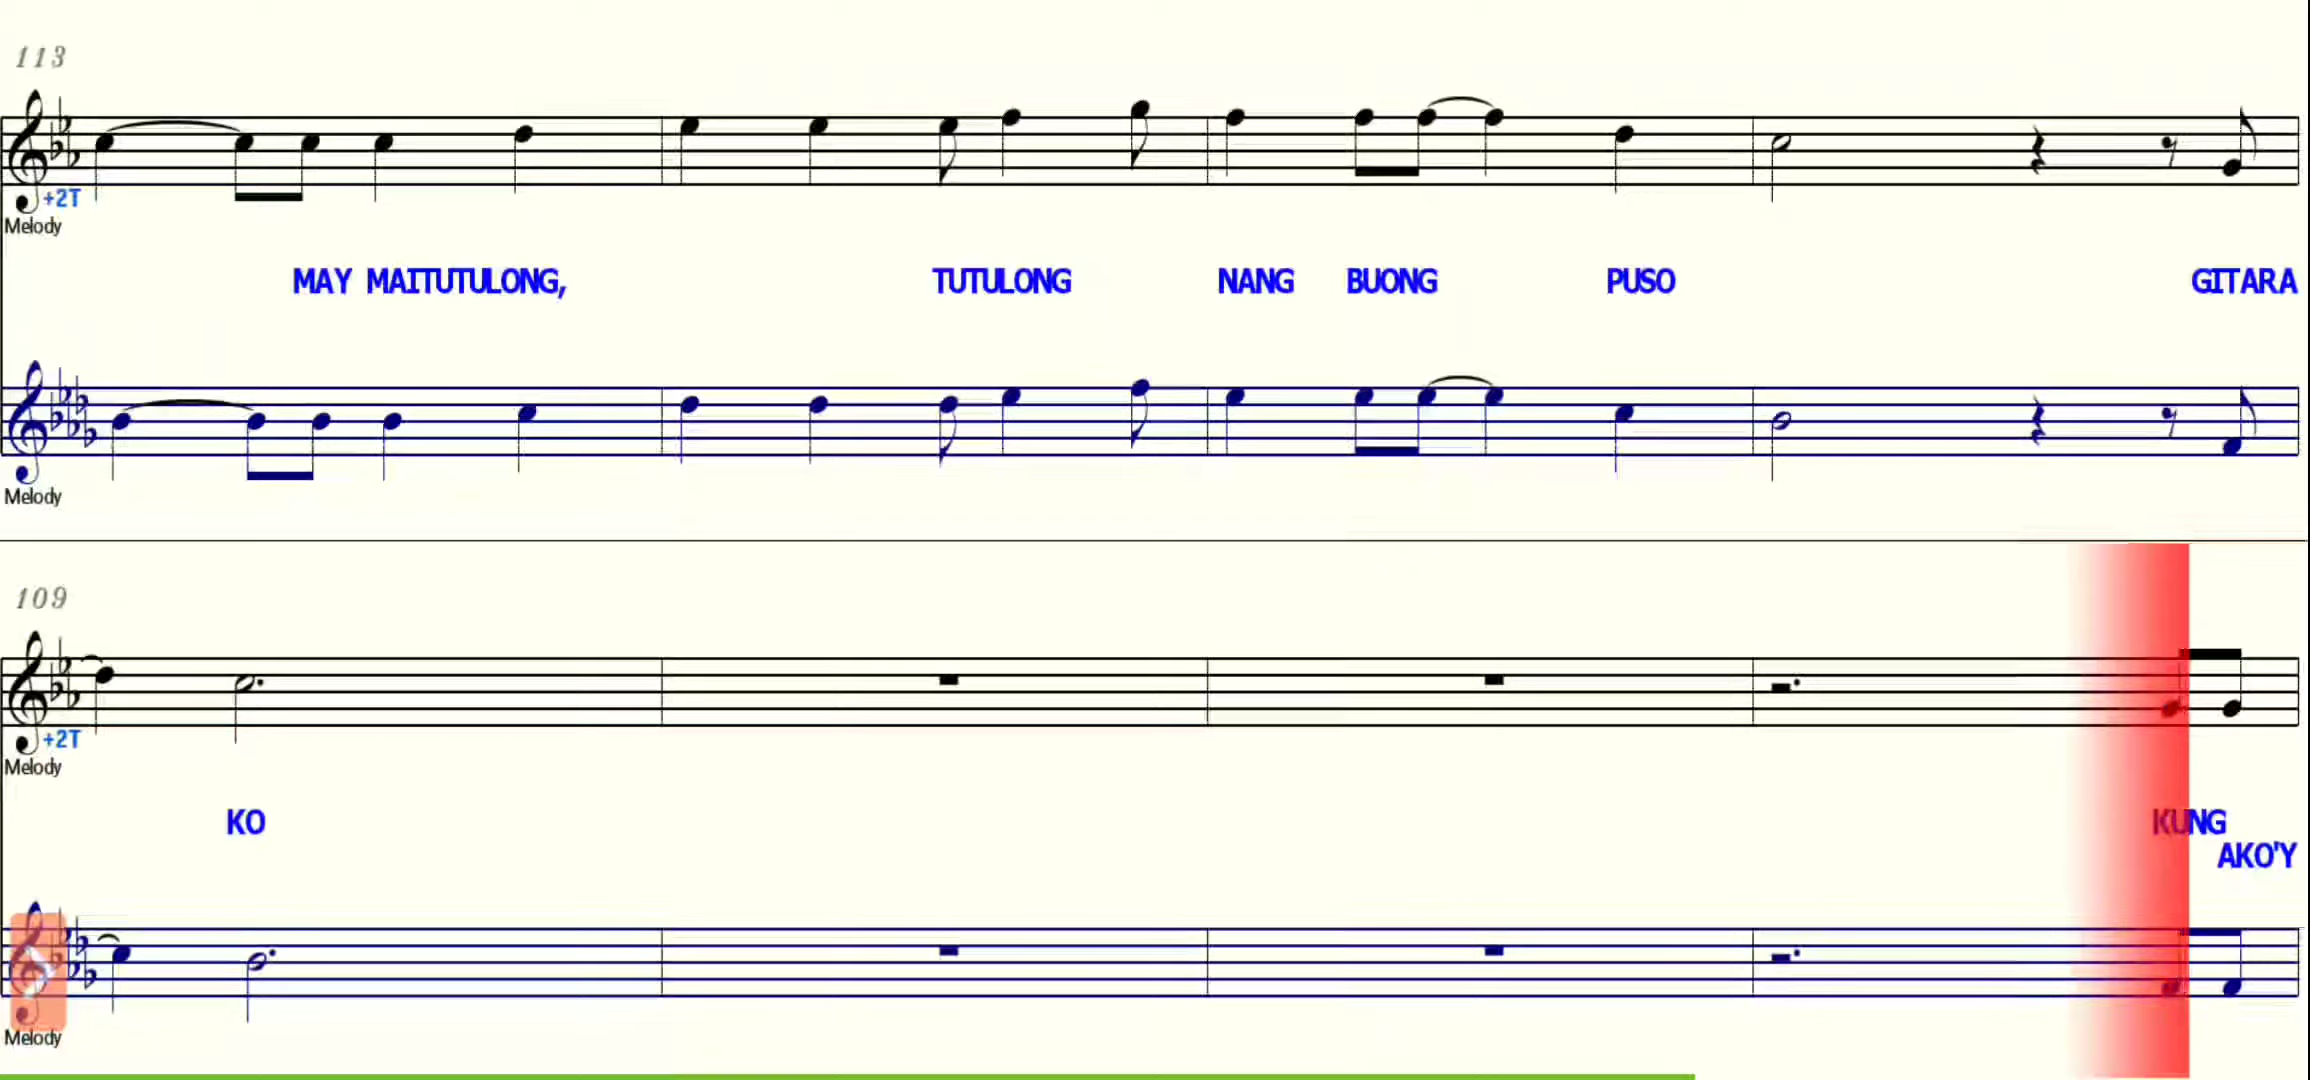 113
+2T
Melody
MAY MAITUTULONG, TUTULONG NANG BUONG PUSO GITARA
Melody
109
+2T
Melody
KO KUNG
AKO'Y
Melody